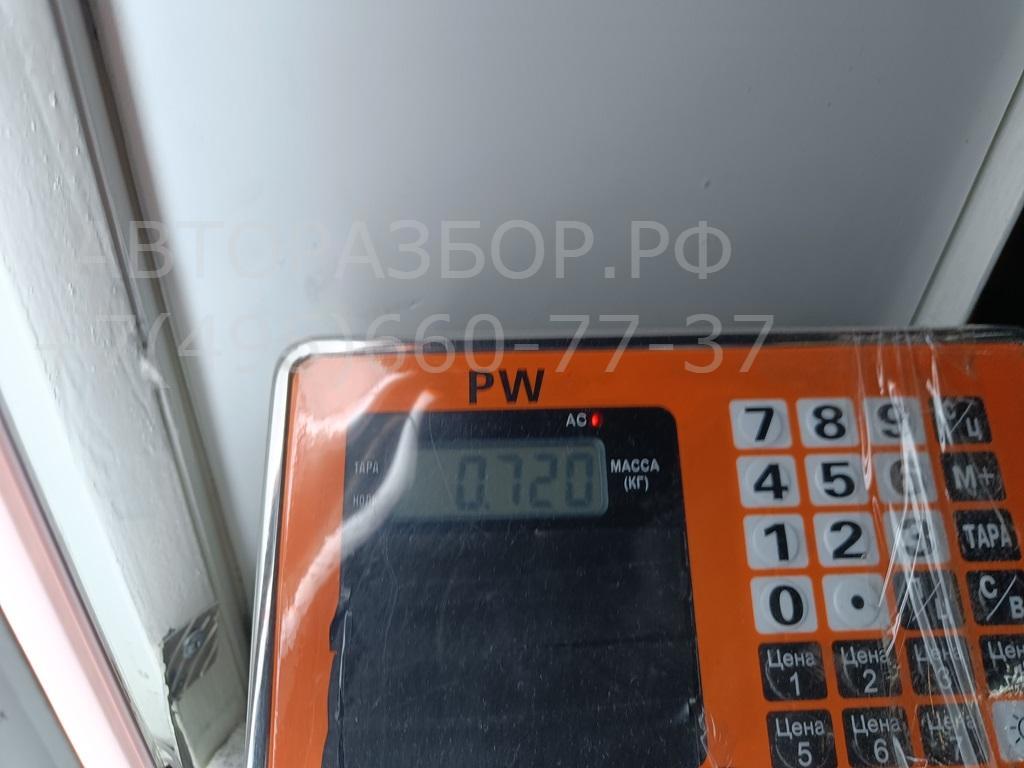 АВТОРАЗБОР.РФ
+7(495)660-77-37
PW
AC
ТАРА
0.720
МАССА
(КГ)
7 8 9
4 5 6 М+
1 2 3 ТАРА
0 . С/В
Цена 1
Цена 2
Цена 3
Цена 5
Цена 6
Цена 7